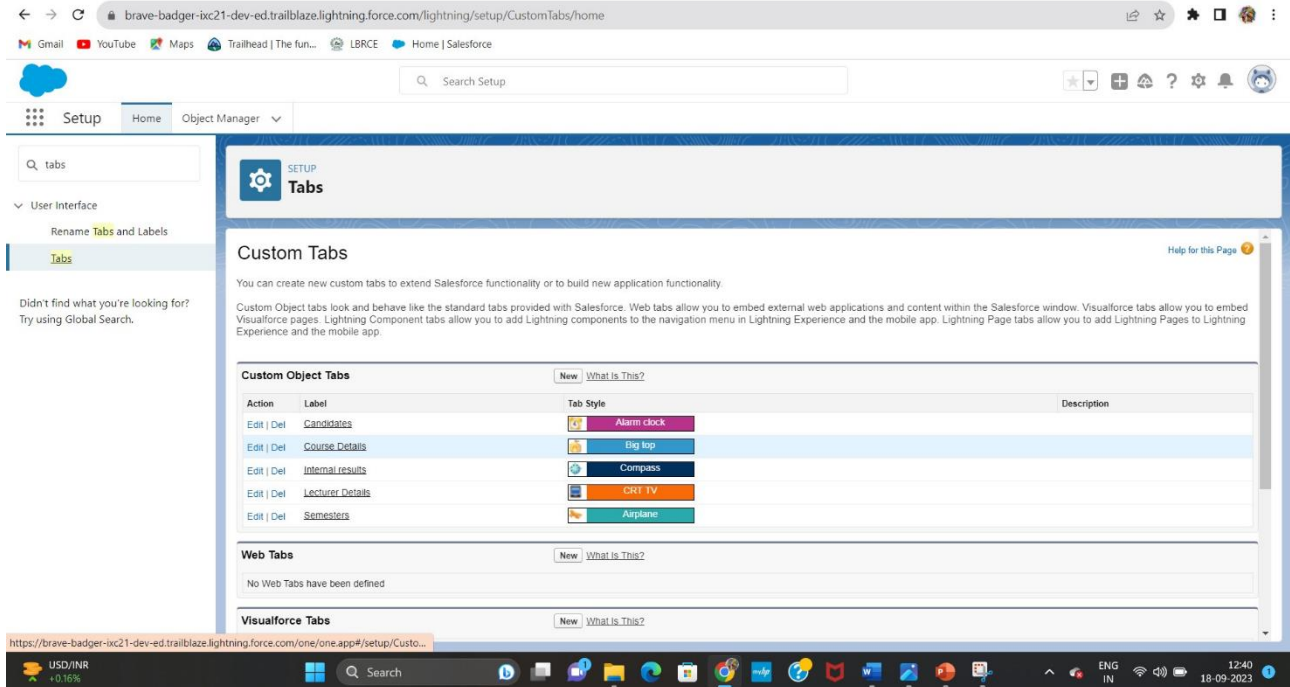 brave-badger-ixc21-dev-ed.trailblaze.lightning.force.com/lightning/setup/CustomTabs/home
Gmail YouTube Maps Trailhead | The fun... LBRCE Home | Salesforce
Search Setup
Setup Home Object Manager
tabs
SETUP
Tabs
User Interface
Rename Tabs and Labels
Tabs
Didn't find what you're looking for?
Try using Global Search.
Custom Tabs
Help for this Page
You can create new custom tabs to extend Salesforce functionality or to build new application functionality.
Custom Object tabs look and behave like the standard tabs provided with Salesforce. Web tabs allow you to embed external web applications and content within the Salesforce window. Visualforce tabs allow you to embed
Visualforce pages. Lightning Component tabs allow you to add Lightning components to the navigation menu in Lightning Experience and the mobile app. Lightning Page tabs allow you to add Lightning Pages to Lightning
Experience and the mobile app.
Custom Object Tabs New What Is This?
Action Label Tab Style Description
Edit | Del Candidates Alarm clock
Edit | Del Course Details Big top
Edit | Del Internal results Compass
Edit | Del Lecturer Details CRT TV
Edit | Del Semesters Airplane
Web Tabs New What Is This?
No Web Tabs have been defined
Visualforce Tabs New What Is This?
https://brave-badger-ixc21-dev-ed.trailblaze.lightning.force.com/one/one.app#/setup/Custo...
USD/INR
+0.16%
Search
ENG
IN
12:40
18-09-2023
1